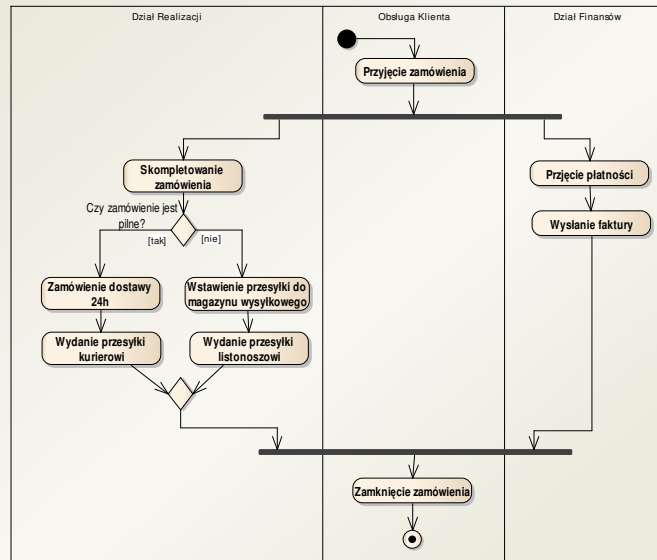 Dział Realizacji
Obsługa Klienta
Dział Finansów
Przyjęcie zamówienia
Skompletowanie
zamówienia
Przjęcie płatności
Czy zamówienie jest
pilne?
[tak]
[nie]
Wysłanie faktury
Zamówienie dostawy
24h
Wstawienie przesyłki do
magazynu wysyłkowego
Wydanie przesyłki
kurierowi
Wydanie przesyłki
listonoszowi
Zamknięcie zamówienia